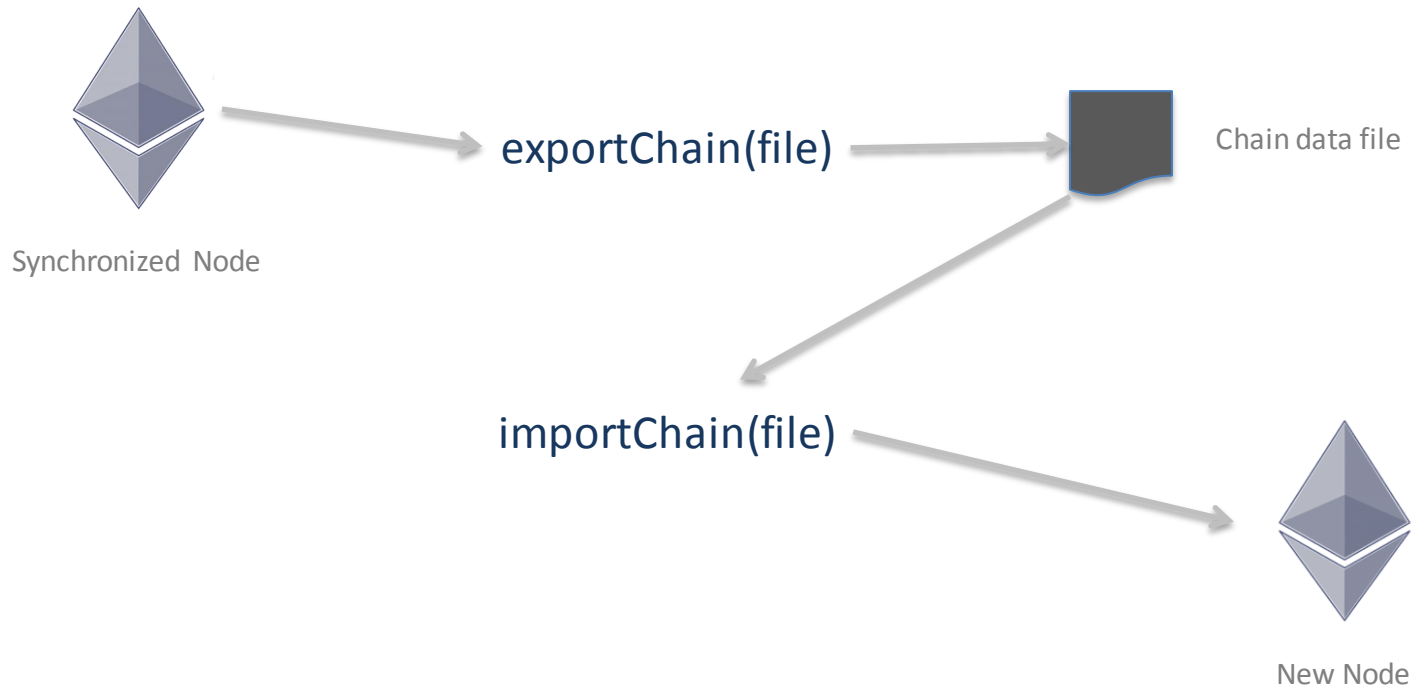 exportChain(file)
Chain data file
Synchronized Node
importChain(file)
New Node